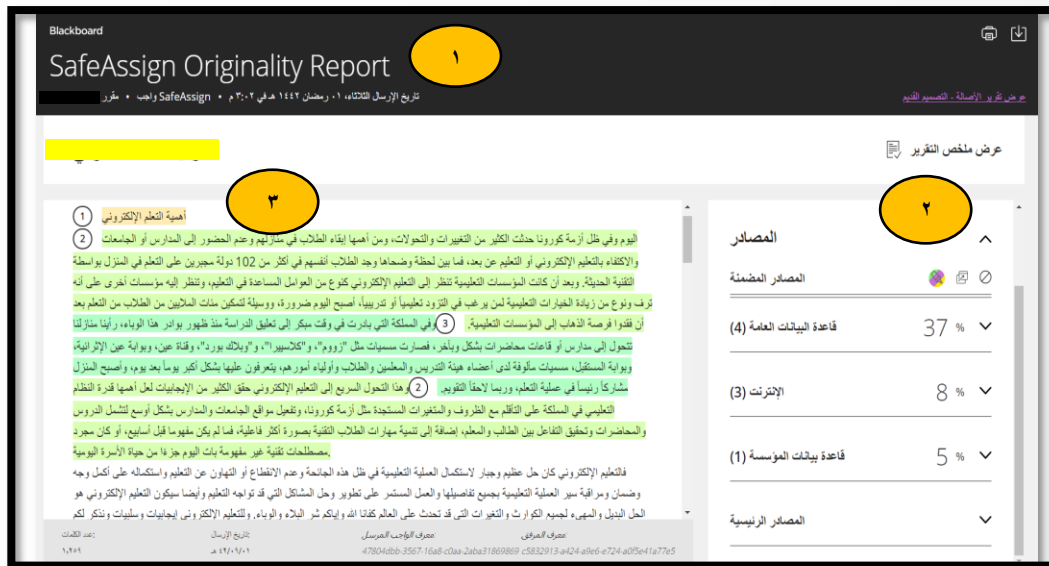 Blackboard
SafeAssign Originality Report
١
تاريخ الإرسال الثلاثاء، ٠١ رمضان ١٤٤٢ هـ في ٣:٠٢ م • SafeAssign واجب • مقرر
عرض تقرير الأصالة - التصميم القديم
عرض ملخص التقرير
٢
المصادر
المصادر المضمنة
قاعدة البيانات العامة (4) 37 %
الإنترنت (3) 8 %
قاعدة بيانات المؤسسة (1) 5 %
المصادر الرئيسية
٣
1 أهمية التعلم الإلكتروني
2 اليوم وفي ظل أزمة كورونا حدثت الكثير من التغييرات والتحولات، ومن أهمها إبقاء الطلاب في منازلهم وعدم الحضور إلى المدارس أو الجامعات
والاكتفاء بالتعليم الإلكتروني أو التعليم عن بعد، فما بين لحظة وضحاها وجد الطلاب أنفسهم في أكثر من 102 دولة مجبرين على التعلم في المنزل بواسطة
التقنية الحديثة. وبعد أن كانت المؤسسات التعليمية تنظر إلى التعليم الإلكتروني كنوع من العوامل المساعدة في التعليم، وتنظر إليه مؤسسات أخرى على أنه
ترف ونوع من زيادة الخيارات التعليمية لمن يرغب في التزود تعليمياً أو تدريبياً، أصبح اليوم ضرورة، ووسيلة لتمكين مئات الملايين من الطلاب من التعلم بعد
أن فقدوا فرصة الذهاب إلى المؤسسات التعليمية. 3 وفي المملكة التي بادرت في وقت مبكر إلى تعليق الدراسة منذ ظهور بوادر هذا الوباء، رأينا منازلنا
تتحول إلى مدارس أو قاعات محاضرات بشكل وبآخر، فصارت مسميات مثل "زووم"، و"كلاسيرا"، و"وبلاك بورد"، وقناة عين، وبوابة عين الإثرائية،
وبوابة المستقبل، مسميات مألوفة لدى أعضاء هيئة التدريس والمعلمين والطلاب وأولياء أمورهم، يتعرفون عليها بشكل أكبر يوماً بعد يوم، وأصبح المنزل
مشاركاً رئيساً في عملية التعلم، وربما لاحقاً التقويم. 2 وهذا التحول السريع إلى التعليم الإلكتروني حقق الكثير من الإيجابيات لعل أهمها قدرة النظام
التعليمي في المملكة على التأقلم مع الظروف والمتغيرات المستجدة مثل أزمة كورونا، وتفعيل مواقع الجامعات والمدارس بشكل أوسع لتشمل الدروس
والمحاضرات وتحقيق التفاعل بين الطالب والمعلم، إضافة إلى تنمية مهارات الطلاب التقنية بصورة أكثر فاعلية، فما لم يكن مفهوما قبل أسابيع، أو كان مجرد
مصطلحات تقنية غير مفهومة بات اليوم جزءا من حياة الأسرة اليومية.
فالتعليم الإلكتروني كان حل عظيم وجبار لاستكمال العملية التعليمية في ظل هذه الجائحة وعدم الانقطاع أو التهاون عن التعليم واستكماله على أكمل وجه
وضمان ومراقبة سير العملية التعليمية بجميع تفاصيلها والعمل المستمر على تطوير وحل المشاكل التي قد تواجه التعليم وأيضا سيكون التعليم الإلكتروني هو
الحل البديل والمهيء لجميع الكوارث والتغيرات التي قد تحدث على العالم كفانا الله وإياكم شر البلاء والوباء. وللتعليم الإلكتروني إيجابيات وسلبيات ونذكر لكم
معرف المرفق: معرف الواجب المرسل: تاريخ الإرسال: عدد الكلمات:
c5832913-a424-a9e6-e724-a0f5e41a77e5 47804dbb-3567-16a8-c0aa-2aba31869869 ٤٢/٠٩/٠١ هـ ١,٢٥٩